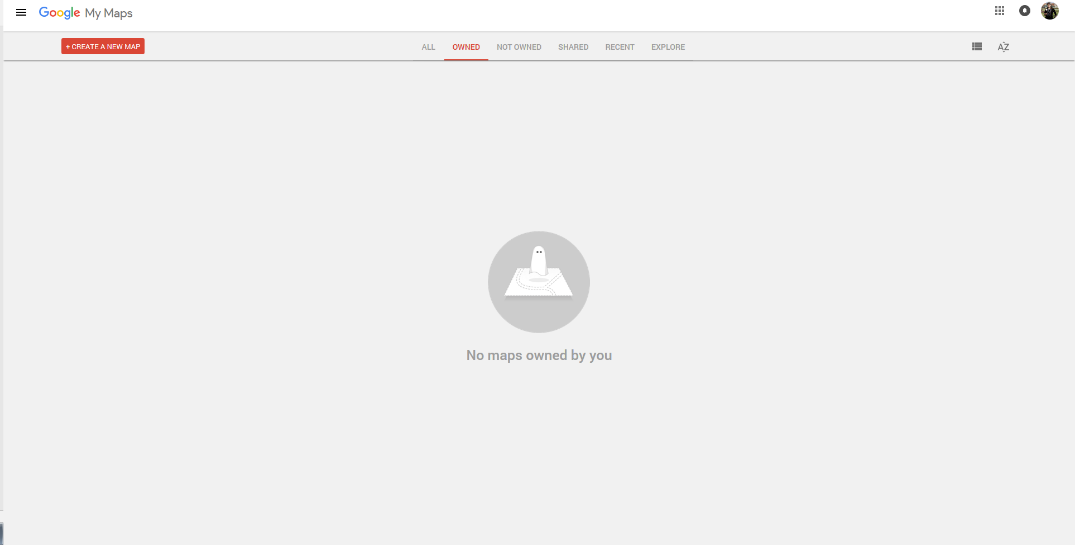 Google My Maps
+ CREATE A NEW MAP
ALL OWNED NOT OWNED SHARED RECENT EXPLORE
AZ
No maps owned by you